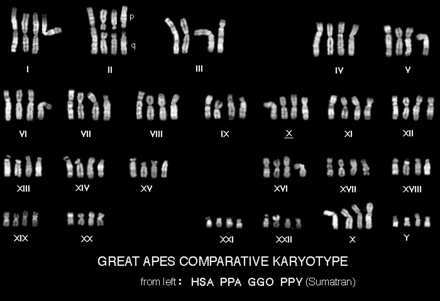 p
q
I II III IV V
VI VII VIII IX X XI XII
XIII XIV XV XVI XVII XVIII
XIX XX XXI XXII X Y
GREAT APES COMPARATIVE KARYOTYPE
from left : HSA PPA GGO PPY (Sumatran)